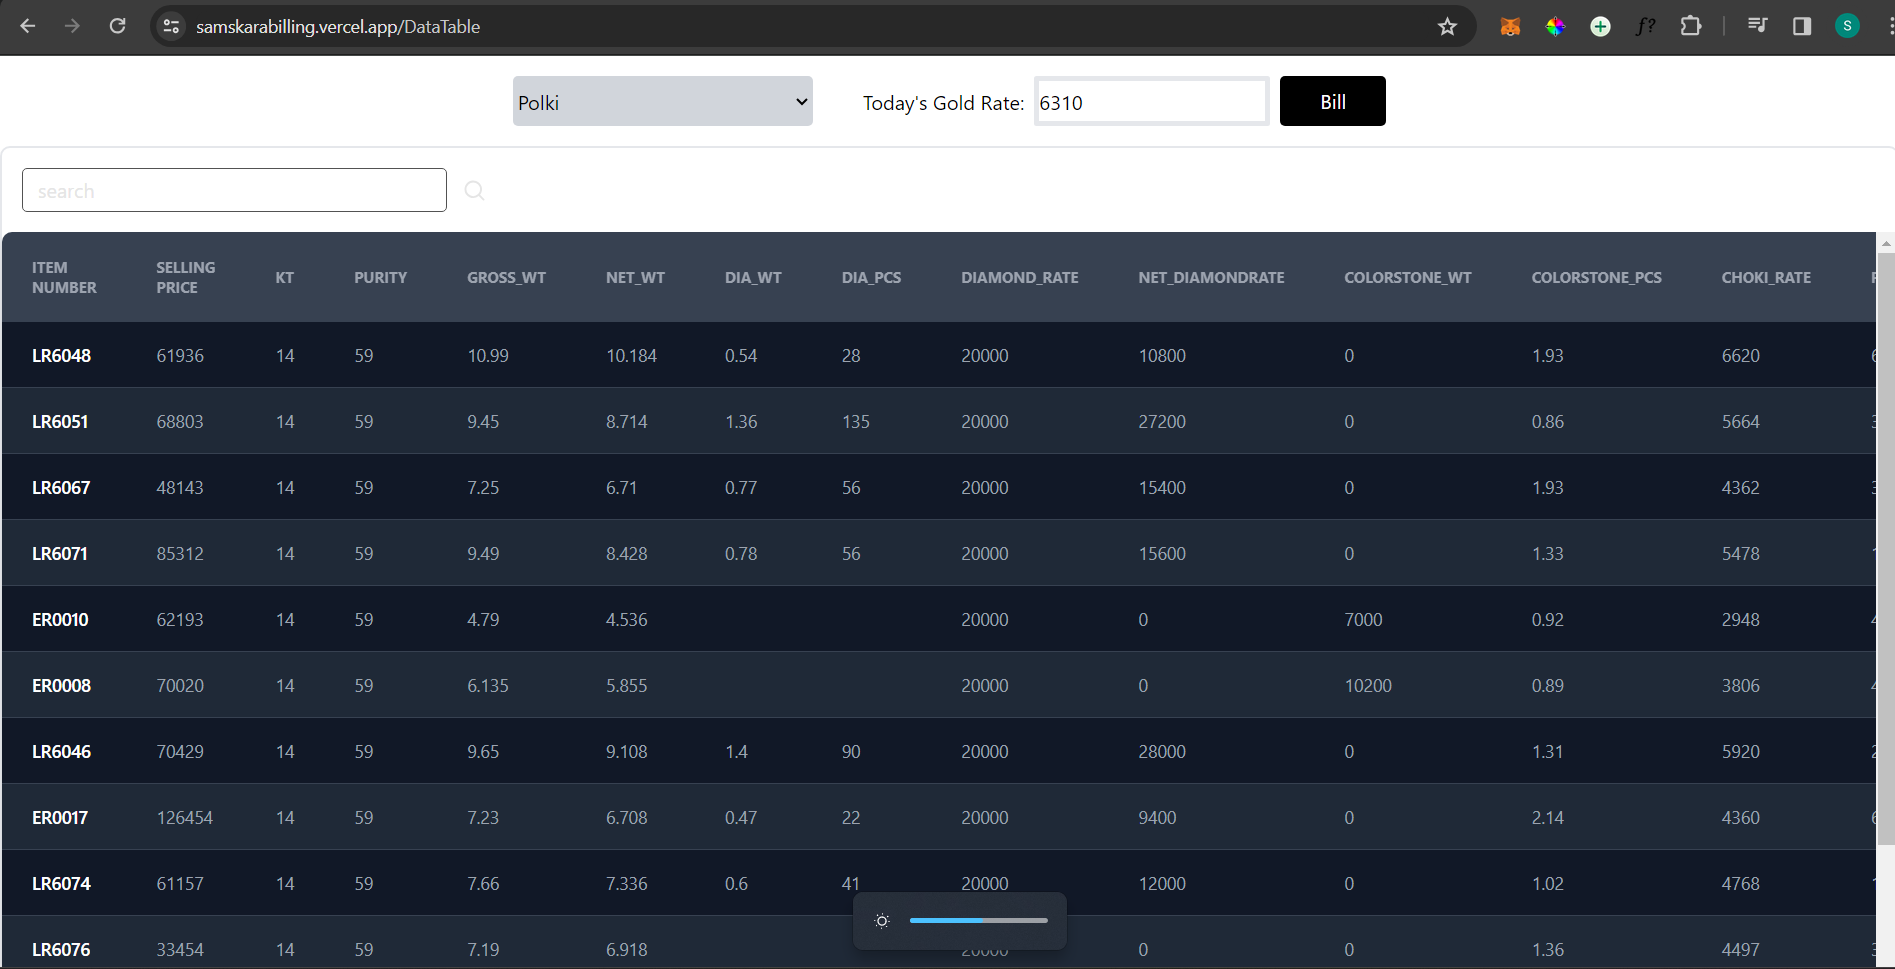 samskarabilling.vercel.app/DataTable
S
Polki Today's Gold Rate: 6310 Bill
search
ITEM NUMBER SELLING PRICE KT PURITY GROSS_WT NET_WT DIA_WT DIA_PCS DIAMOND_RATE NET_DIAMONDRATE COLORSTONE_WT COLORSTONE_PCS CHOKI_RATE
LR6048 61936 14 59 10.99 10.184 0.54 28 20000 10800 0 1.93 6620
LR6051 68803 14 59 9.45 8.714 1.36 135 20000 27200 0 0.86 5664
LR6067 48143 14 59 7.25 6.71 0.77 56 20000 15400 0 1.93 4362
LR6071 85312 14 59 9.49 8.428 0.78 56 20000 15600 0 1.33 5478
ER0010 62193 14 59 4.79 4.536 20000 0 7000 0.92 2948
ER0008 70020 14 59 6.135 5.855 20000 0 10200 0.89 3806
LR6046 70429 14 59 9.65 9.108 1.4 90 20000 28000 0 1.31 5920
ER0017 126454 14 59 7.23 6.708 0.47 22 20000 9400 0 2.14 4360
LR6074 61157 14 59 7.66 7.336 0.6 41 20000 12000 0 1.02 4768
LR6076 33454 14 59 7.19 6.918 20000 0 0 1.36 4497